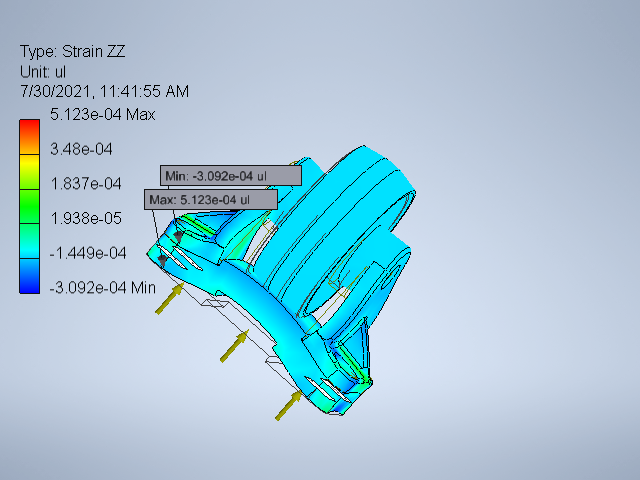 Type: Strain ZZ
Unit: ul
7/30/2021, 11:41:55 AM
5.123e-04 Max
3.48e-04
1.837e-04
1.938e-05
-1.449e-04
-3.092e-04 Min
Min: -3.092e-04 ul
Max: 5.123e-04 ul